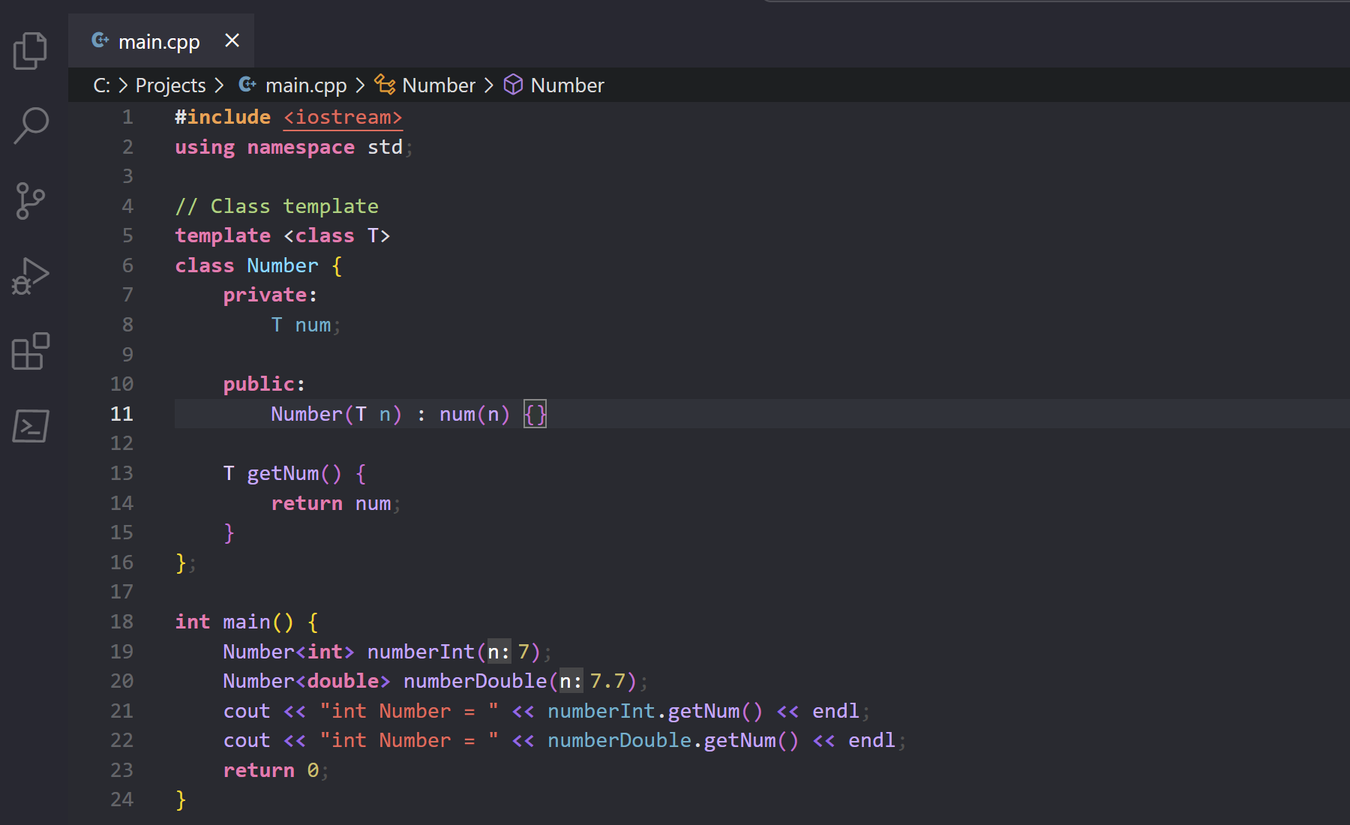 main.cpp
C: > Projects > main.cpp > Number > Number
1 #include <iostream>
2 using namespace std;
3
4 // Class template
5 template <class T>
6 class Number {
7     private:
8         T num;
9
10     public:
11         Number(T n) : num(n) {}
12
13     T getNum() {
14         return num;
15     }
16 };
17
18 int main() {
19     Number<int> numberInt(n: 7);
20     Number<double> numberDouble(n: 7.7);
21     cout << "int Number = " << numberInt.getNum() << endl;
22     cout << "int Number = " << numberDouble.getNum() << endl;
23     return 0;
24 }